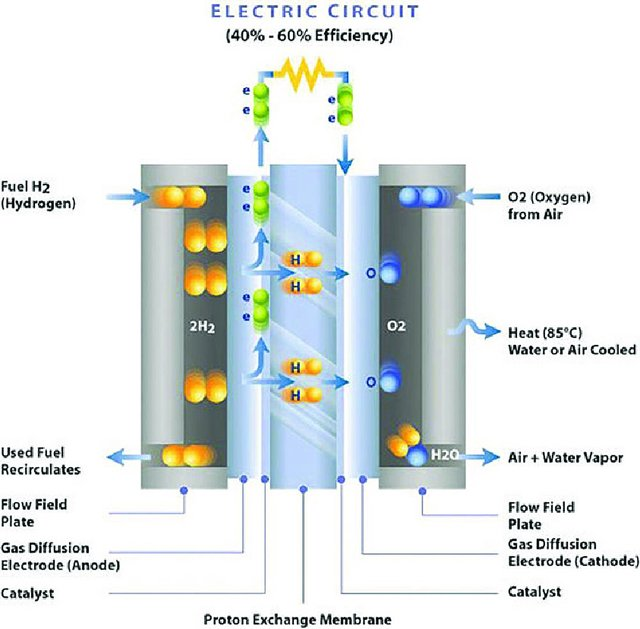 ELECTRIC CIRCUIT
(40% - 60% Efficiency)
e
e
e
e
Fuel H2
(Hydrogen)
O2 (Oxygen)
from Air
e
e
H
H
O
e
e
2H2
O2
Heat (85°C)
Water or Air Cooled
H
H
O
Used Fuel
Recirculates
H2O
Air + Water Vapor
Flow Field
Plate
Flow Field
Plate
Gas Diffusion
Electrode (Anode)
Gas Diffusion
Electrode (Cathode)
Catalyst
Catalyst
Proton Exchange Membrane